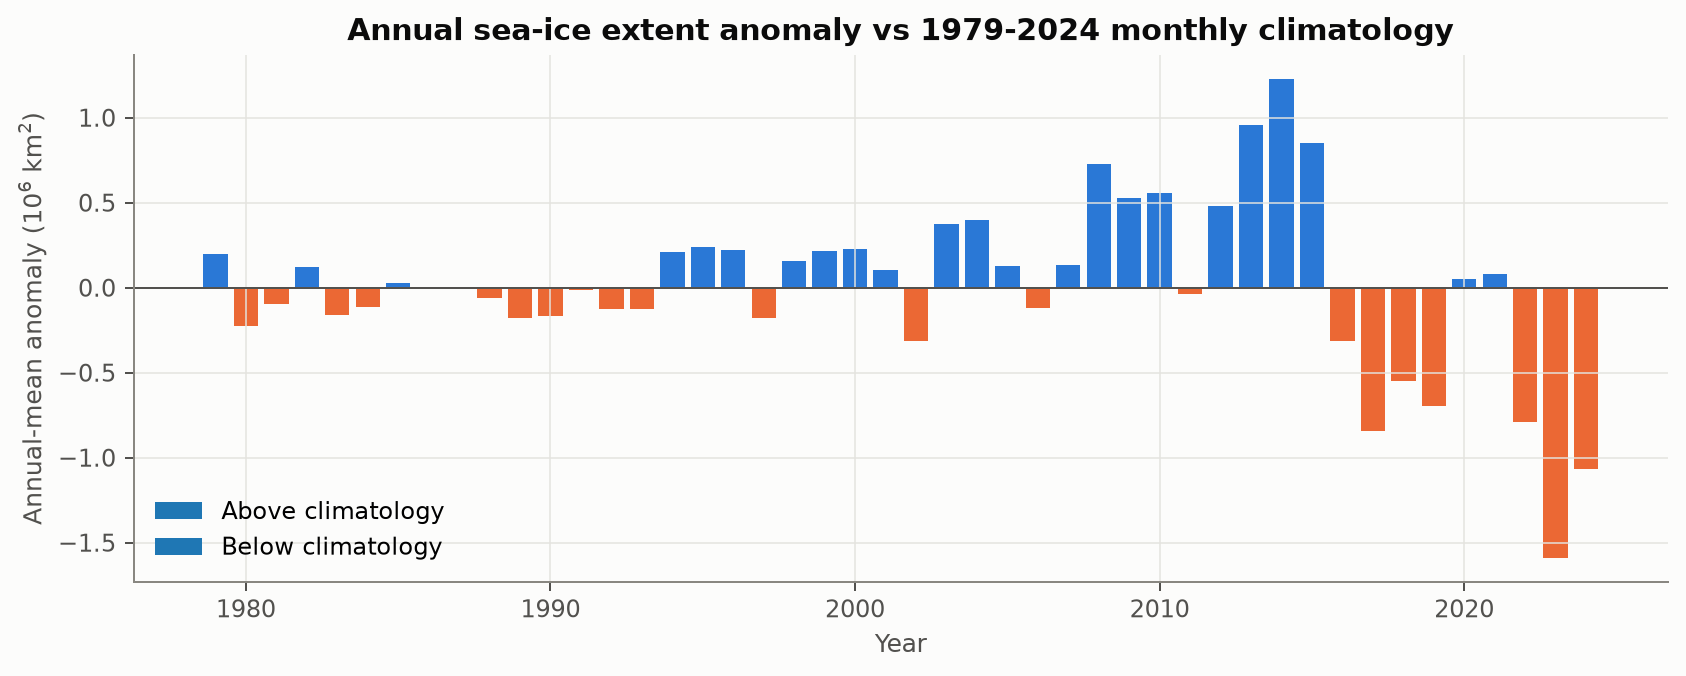 Annual sea-ice extent anomaly vs 1979-2024 monthly climatology
Annual-mean anomaly (10⁶ km²)
1.0
0.5
0.0
−0.5
−1.0
−1.5
Above climatology
Below climatology
1980 1990 2000 2010 2020
Year